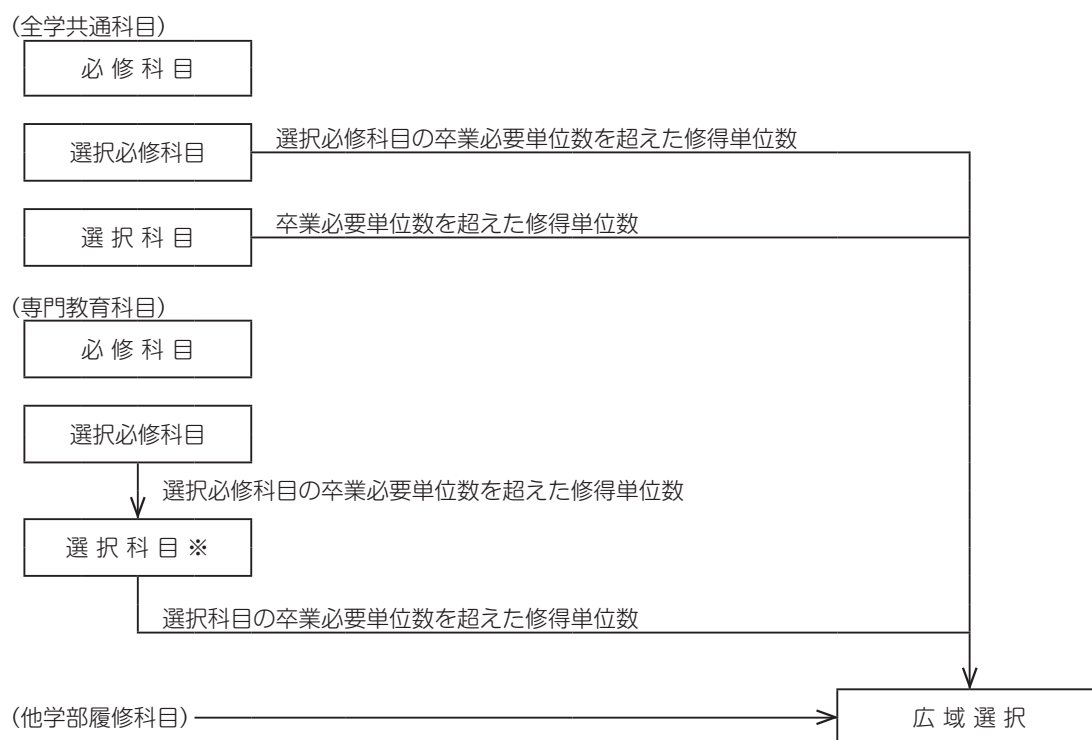 (全学共通科目)
必 修 科 目
選択必修科目の卒業必要単位数を超えた修得単位数
選択必修科目
卒業必要単位数を超えた修得単位数
選 択 科 目
(専門教育科目)
必 修 科 目
選択必修科目
選択必修科目の卒業必要単位数を超えた修得単位数
選 択 科 目 ※
選択科目の卒業必要単位数を超えた修得単位数
(他学部履修科目)
広 域 選 択